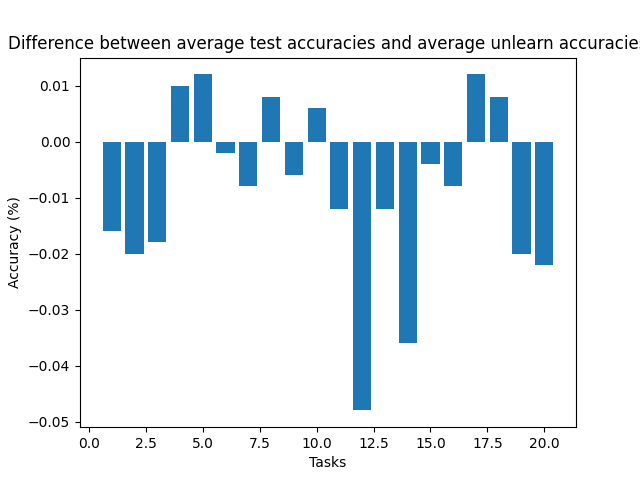 Difference between average test accuracies and average unlearn accuracies
0.01
0.00
−0.01
−0.02
−0.03
−0.04
−0.05
Accuracy (%)
0.0 2.5 5.0 7.5 10.0 12.5 15.0 17.5 20.0
Tasks